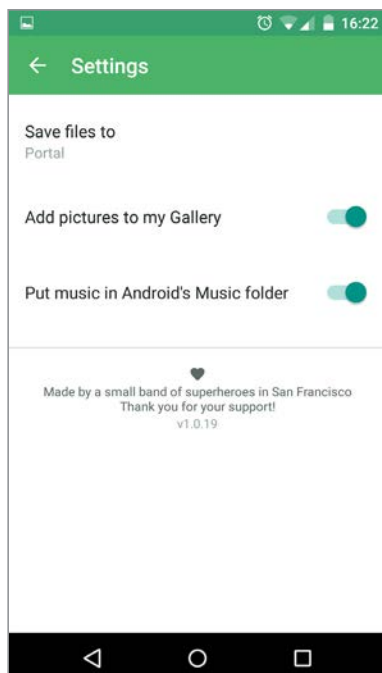 16:22
Settings
Save files to
Portal
Add pictures to my Gallery
Put music in Android's Music folder
Made by a small band of superheroes in San Francisco
Thank you for your support!
v1.0.19